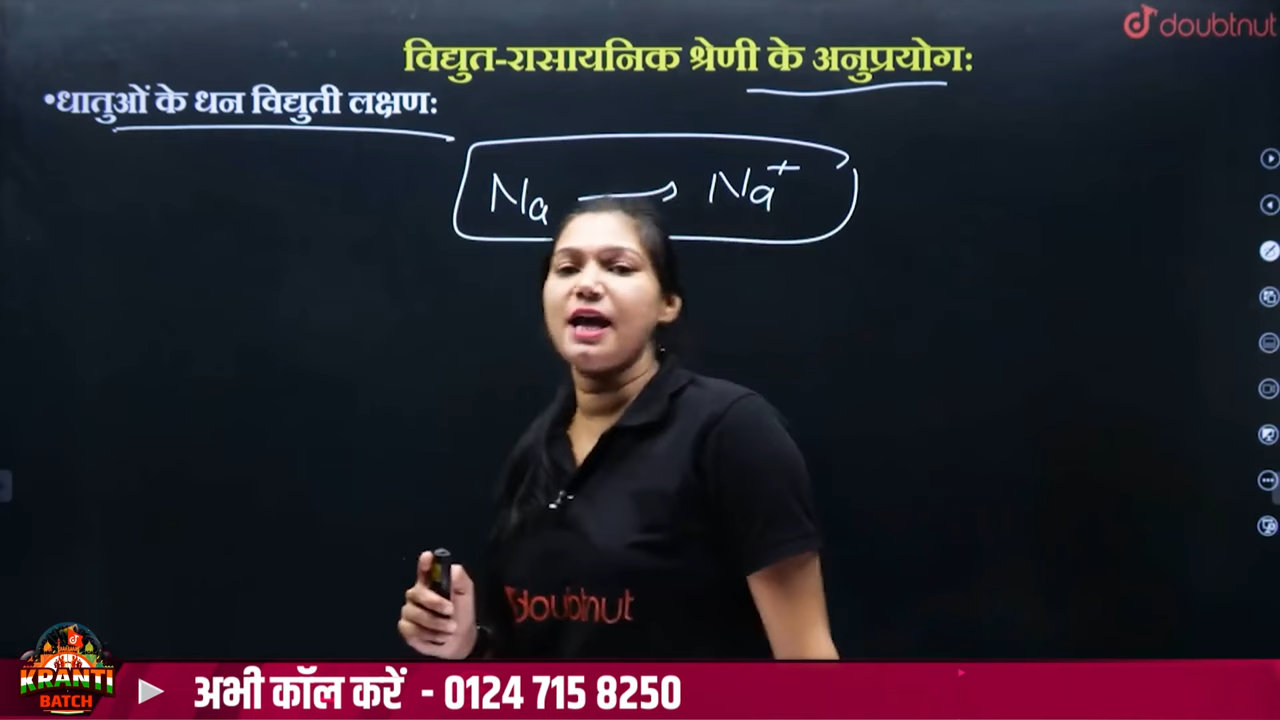 doubtnut
विद्युत-रासायनिक श्रेणी के अनुप्रयोग:
•धातुओं के धन विद्युती लक्षण:
Na → Na⁺
doubtnut
KRANTI
BATCH
अभी कॉल करें - 0124 715 8250